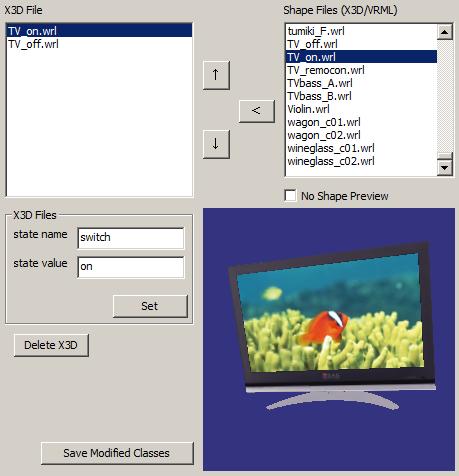 X3D File
TV_on.wrl
TV_off.wrl
↑
<
↓
Shape Files (X3D/VRML)
tumiki_F.wrl
TV_off.wrl
TV_on.wrl
TV_remocon.wrl
TVbass_A.wrl
TVbass_B.wrl
Violin.wrl
wagon_c01.wrl
wagon_c02.wrl
wineglass_c01.wrl
wineglass_c02.wrl
No Shape Preview
X3D Files
state name
switch
state value
on
Set
Delete X3D
Save Modified Classes